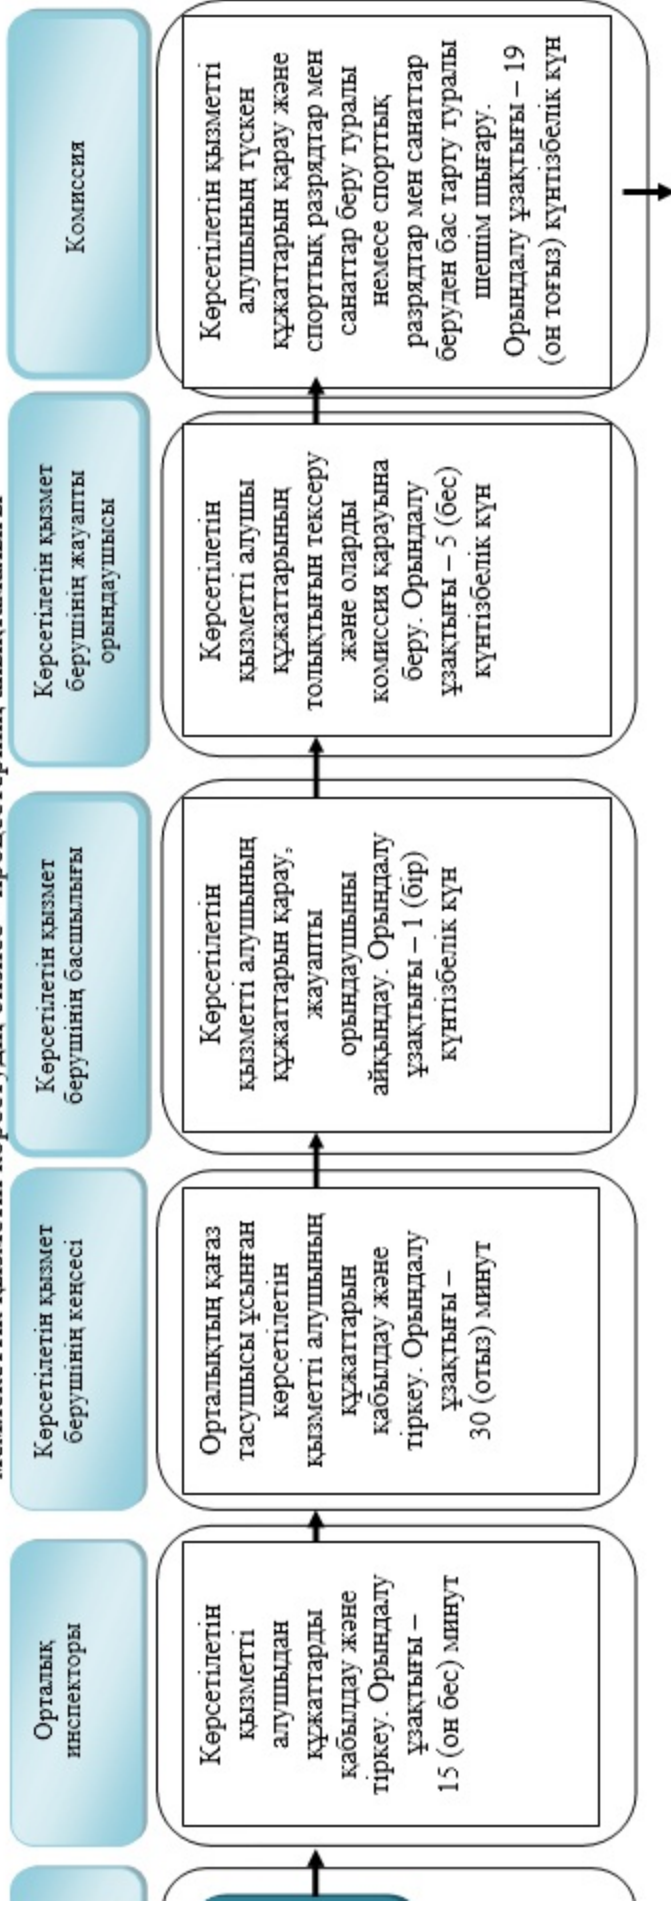 Орталық
инспекторы
Көрсетілетін қызмет
берушінің кеңсесі
Көрсетілетін қызмет
берушінің басшылығы
Көрсетілетін қызмет
берушінің жауапты
орындаушысы
Комиссия
Көрсетілетін
қызметті
алушыдан
құжаттарды
қабылдау және
тіркеу. Орындалу
ұзақтығы –
15 (он бес) минут
Орталықтың қағаз
тасушысы ұсынған
көрсетілетін
қызметті алушының
құжаттарын
қабылдау және
тіркеу. Орындалу
ұзақтығы –
30 (отыз) минут
Көрсетілетін
қызметті алушының
құжаттарын қарау,
жауапты
орындаушыны
айқындау. Орындалу
ұзақтығы – 1 (бір)
күнтізбелік күн
Көрсетілетін
қызметті алушы
құжаттарының
толықтығын тексеру
және оларды
комиссия қарауына
беру. Орындалу
ұзақтығы – 5 (бес)
күнтізбелік күн
Көрсетілетін қызметті
алушының түскен
құжаттарын қарау және
спорттық разрядтар мен
санаттар беру туралы
немесе спорттық
разрядтар мен санаттар
беруден бас тарту туралы
шешім шығару.
Орындалу ұзақтығы – 19
(он тоғыз) күнтізбелік күн